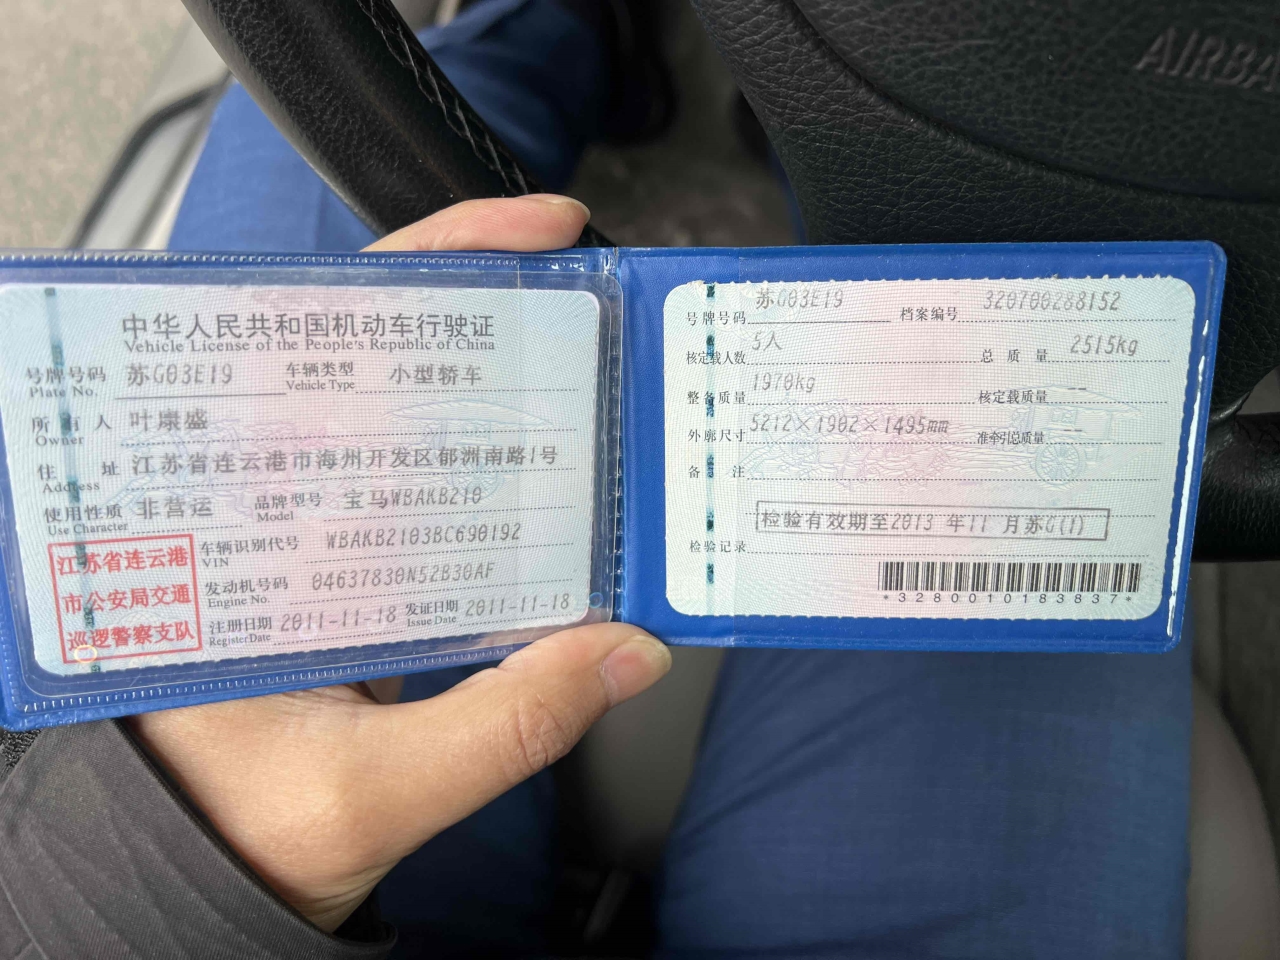 AIRBA
中华人民共和国机动车行驶证
Vehicle License of the People's Republic of China
号牌号码 苏G03E19 车辆类型 小型轿车
Plate No. Vehicle Type
所有人 叶康盛
Owner
住址 江苏省连云港市海州开发区郁洲南路1号
Address
使用性质 非营运 品牌型号 宝马WBAKB210
Use Character Model
江苏省连云港
市公安局交通
巡逻警察支队
车辆识别代号 WBAKB2103BC690192
VIN
发动机号码 04637830N52B30AF
Engine No.
注册日期 2011-11-18 发证日期 2011-11-18
Register Date Issue Date
号牌号码 苏G03E19 档案编号 320700288152
核定载人数 5人 总质量 2515kg
整备质量 1970kg 核定载质量 --
外廓尺寸 5212×1902×1495mm 准牵引总质量 --
备注
检验有效期至2013年11月苏G(1)
检验记录
*3280010183837*